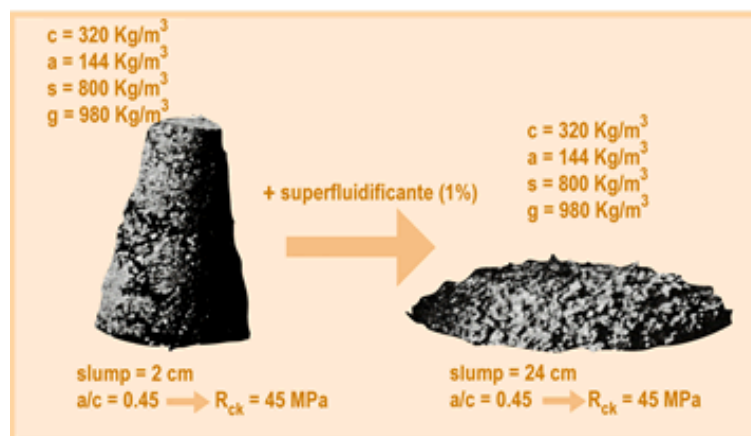 c = 320 Kg/m³
a = 144 Kg/m³
s = 800 Kg/m³
g = 980 Kg/m³
+ superfluidificante (1%)
c = 320 Kg/m³
a = 144 Kg/m³
s = 800 Kg/m³
g = 980 Kg/m³
slump = 2 cm
a/c = 0.45 → Rck = 45 MPa
slump = 24 cm
a/c = 0.45 → Rck = 45 MPa